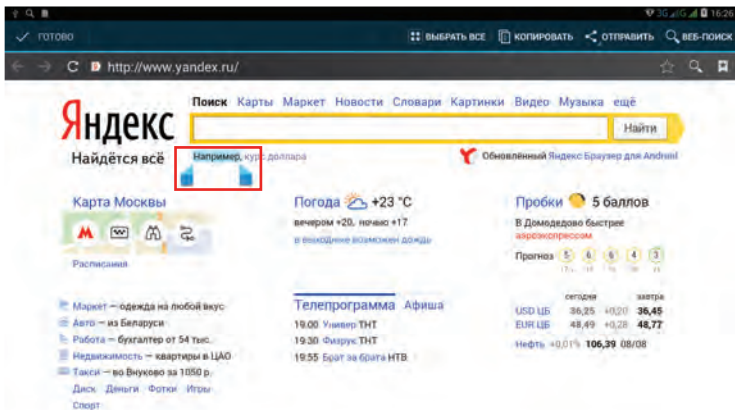 3G 16:26
ГОТОВО ВЫБРАТЬ ВСЕ КОПИРОВАТЬ ОТПРАВИТЬ ВЕБ-ПОИСК
http://www.yandex.ru/
Поиск Карты Маркет Новости Словари Картинки Видео Музыка ещё
Яндекс
Найти
Найдётся всё
Например, курс доллара
Обновлённый Яндекс Браузер для Android
Карта Москвы
Погода +23 °C
Пробки 5 баллов
вечером +20, ночью +17
в выходные возможен дождь
В Домодедово быстрее
аэроэкспрессом
Прогноз 5 6 6 4 3
Расписания
Маркет — одежда на любой вкус
Авто — из Беларуси
Работа — бухгалтер от 54 тыс.
Недвижимость — квартиры в ЦАО
Такси — во Внуково за 1050 р.
Диск Деньги Фотки Игры
Спорт
Телепрограмма Афиша
19.00 Универ ТНТ
19.30 Физрук ТНТ
19.55 Брат за брата НТВ
сегодня завтра
USD ЦБ 36,25 +0,20 36,45
EUR ЦБ 48,49 +0,28 48,77
Нефть +0,01% 106,39 08/08